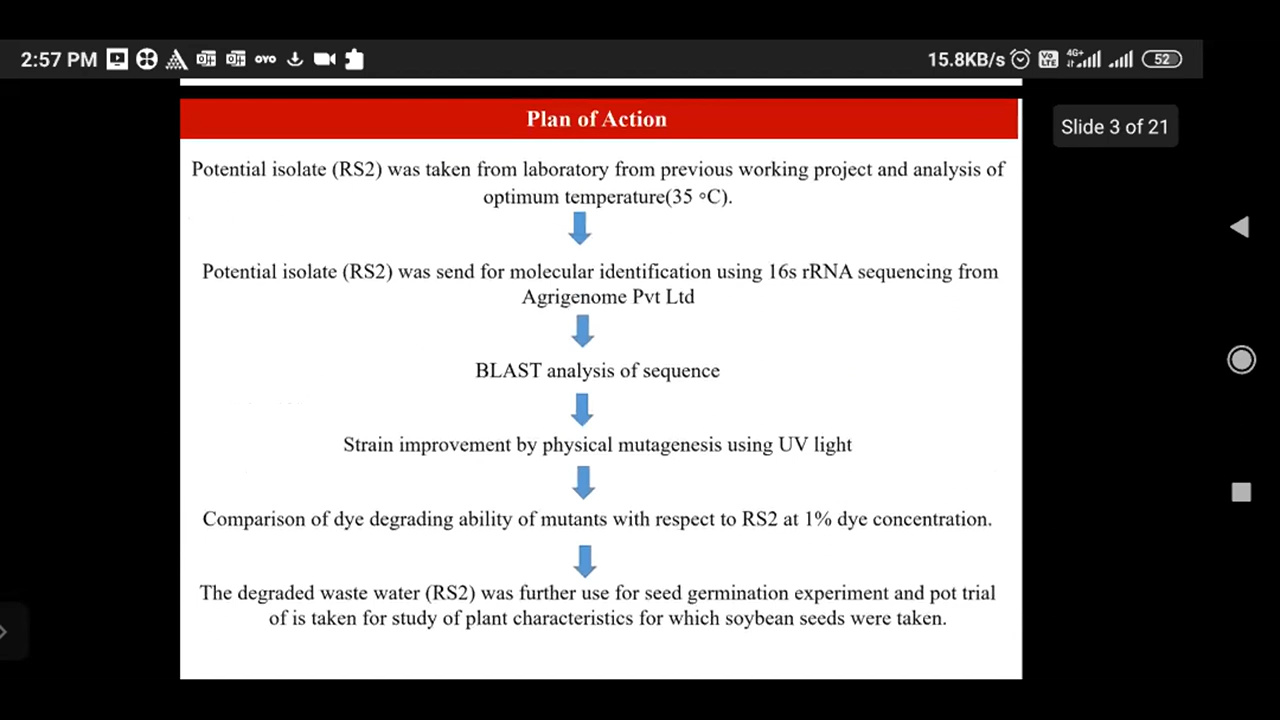 2:57 PM
15.8KB/s
4G+
52
Plan of Action
Slide 3 of 21
Potential isolate (RS2) was taken from laboratory from previous working project and analysis of
optimum temperature(35 °C).
Potential isolate (RS2) was send for molecular identification using 16s rRNA sequencing from
Agrigenome Pvt Ltd
BLAST analysis of sequence
Strain improvement by physical mutagenesis using UV light
Comparison of dye degrading ability of mutants with respect to RS2 at 1% dye concentration.
The degraded waste water (RS2) was further use for seed germination experiment and pot trial
of is taken for study of plant characteristics for which soybean seeds were taken.